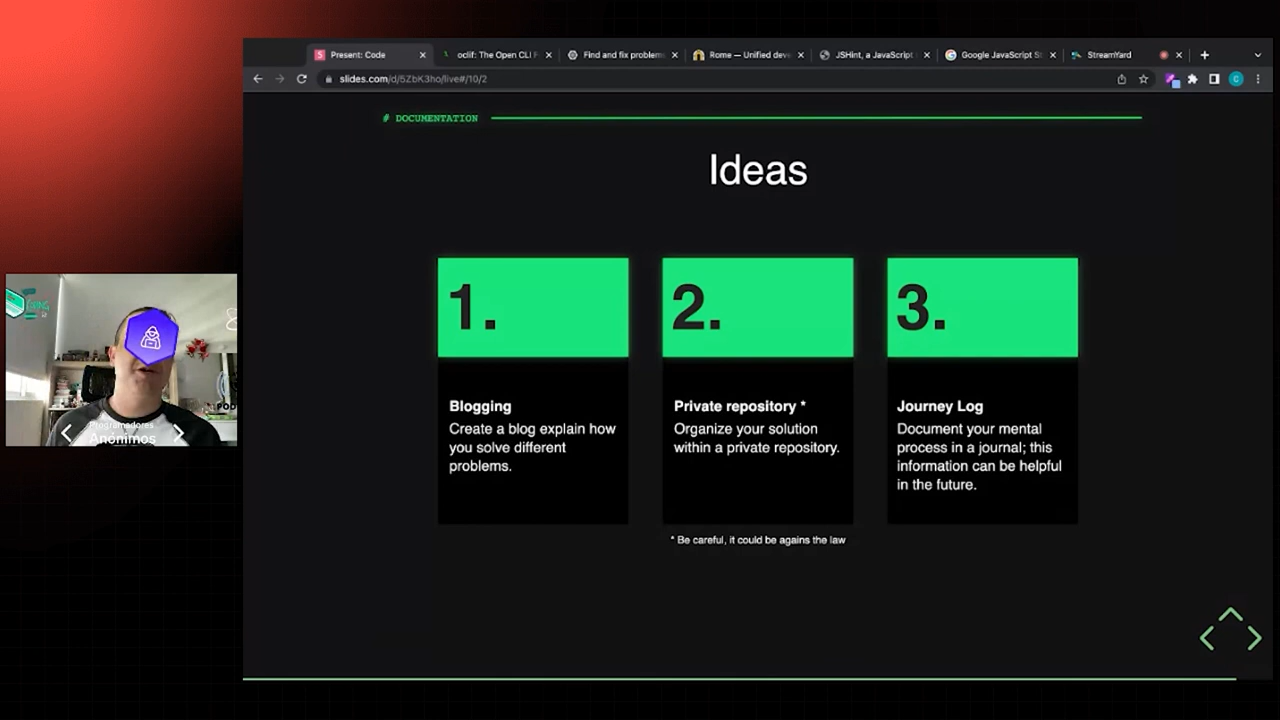 Present: Code
oclif: The Open CLI F
Find and fix problem
Rome — Unified dev
JSHint, a JavaScript
Google JavaScript St
StreamYard
slides.com/d/5ZbK3ho/live#/10/2
C
# DOCUMENTATION
Ideas
1.
2.
3.
Blogging
Create a blog explain how
you solve different
problems.
Private repository *
Organize your solution
within a private repository.
Journey Log
Document your mental
process in a journal; this
information can be helpful
in the future.
* Be careful, it could be agains the law
Programadores
Anónimos